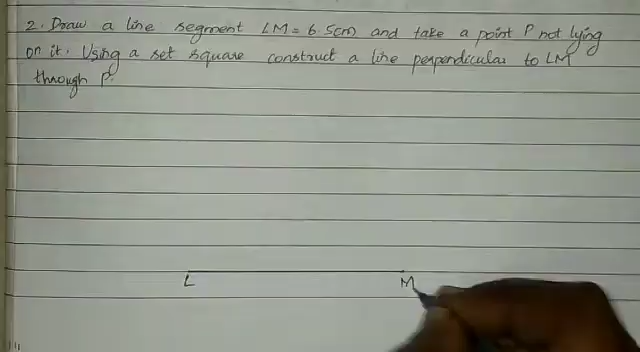 2. Draw a line segment LM = 6.5cm and take a point P not lying
on it. Using a set square construct a line perpendicular to LM
through P.
L M